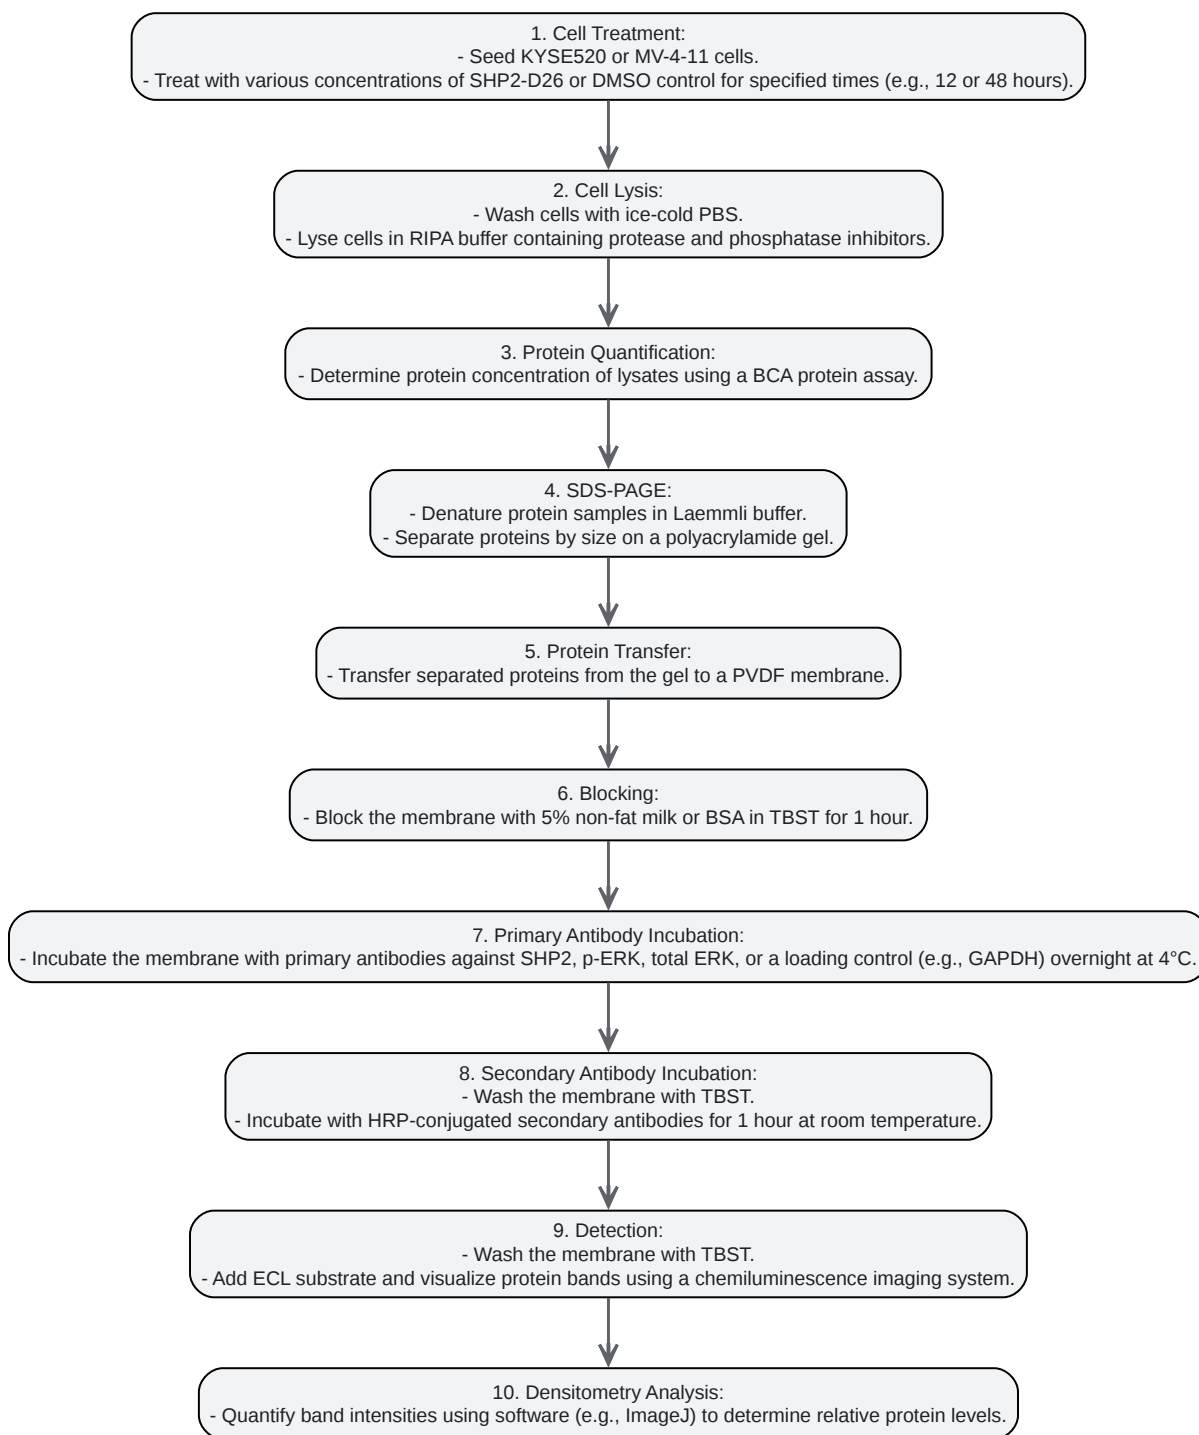 1. Cell Treatment:
- Seed KYSE520 or MV-4-11 cells.
- Treat with various concentrations of SHP2-D26 or DMSO control for specified times (e.g., 12 or 48 hours).
2. Cell Lysis:
- Wash cells with ice-cold PBS.
- Lyse cells in RIPA buffer containing protease and phosphatase inhibitors.
3. Protein Quantification:
- Determine protein concentration of lysates using a BCA protein assay.
4. SDS-PAGE:
- Denature protein samples in Laemmli buffer.
- Separate proteins by size on a polyacrylamide gel.
5. Protein Transfer:
- Transfer separated proteins from the gel to a PVDF membrane.
6. Blocking:
- Block the membrane with 5% non-fat milk or BSA in TBST for 1 hour.
7. Primary Antibody Incubation:
- Incubate the membrane with primary antibodies against SHP2, p-ERK, total ERK, or a loading control (e.g., GAPDH) overnight at 4°C.
8. Secondary Antibody Incubation:
- Wash the membrane with TBST.
- Incubate with HRP-conjugated secondary antibodies for 1 hour at room temperature.
9. Detection:
- Wash the membrane with TBST.
- Add ECL substrate and visualize protein bands using a chemiluminescence imaging system.
10. Densitometry Analysis:
- Quantify band intensities using software (e.g., ImageJ) to determine relative protein levels.